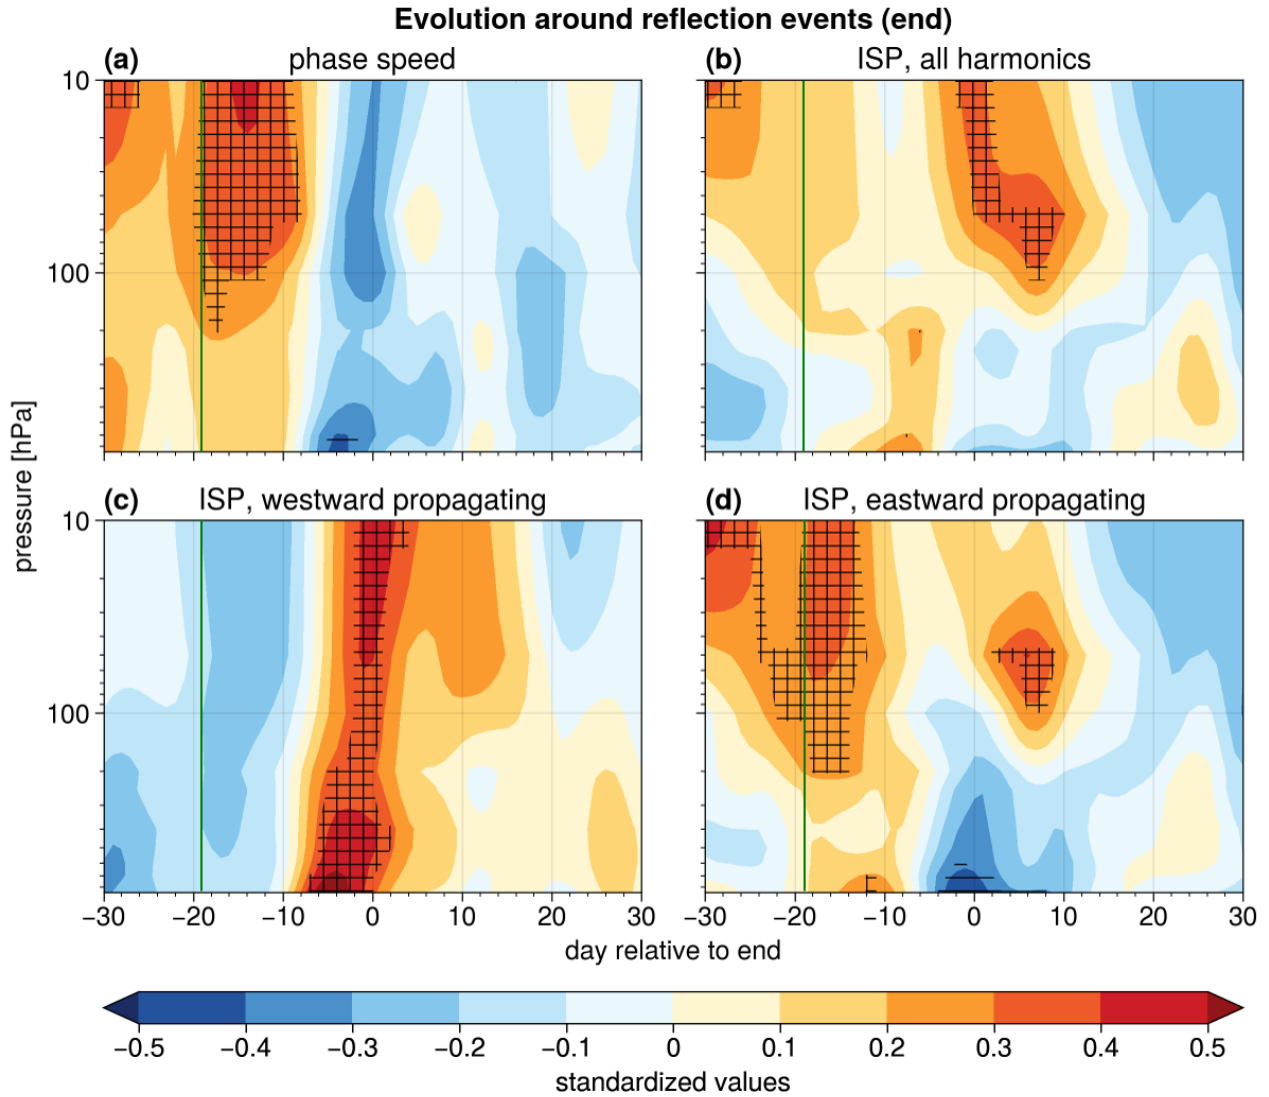 Evolution around reflection events (end)
(a) phase speed
(b) ISP, all harmonics
10
100
pressure [hPa]
(c) ISP, westward propagating
(d) ISP, eastward propagating
10
100
−30 −20 −10 0 10 20 30
−30 −20 −10 0 10 20 30
day relative to end
−0.5 −0.4 −0.3 −0.2 −0.1 0 0.1 0.2 0.3 0.4 0.5
standardized values